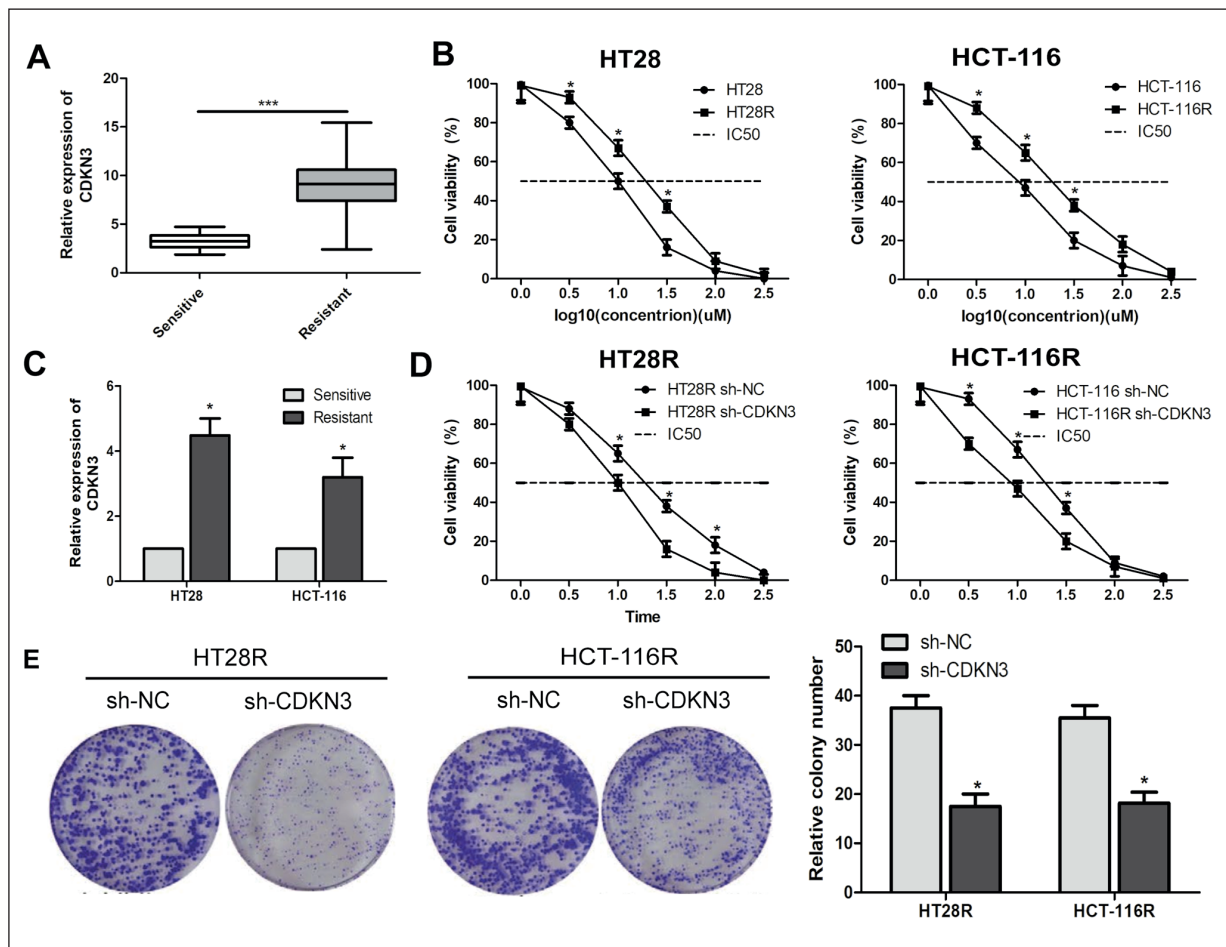 A
Relative expression of
CDKN3
20
15
10
5
0
***
Sensitive
Resistant
B
HT28
Cell viability (%)
100
80
60
40
20
0
HT28
HT28R
IC50
*
*
*
0.0 0.5 1.0 1.5 2.0 2.5
log10(concentrion)(uM)
HCT-116
Cell viability (%)
100
80
60
40
20
0
HCT-116
HCT-116R
IC50
*
*
*
0.0 0.5 1.0 1.5 2.0 2.5
log10(concentrion)(uM)
C
Relative expression of
CDKN3
6
4
2
0
Sensitive
Resistant
*
*
HT28 HCT-116
D
HT28R
Cell viability (%)
100
80
60
40
20
0
HT28R sh-NC
HT28R sh-CDKN3
IC50
*
*
*
0.0 0.5 1.0 1.5 2.0 2.5
Time
HCT-116R
Cell viability (%)
100
80
60
40
20
0
HCT-116 sh-NC
HCT-116R sh-CDKN3
IC50
*
*
*
0.0 0.5 1.0 1.5 2.0 2.5
E
HT28R
sh-NC sh-CDKN3
HCT-116R
sh-NC sh-CDKN3
Relative colony number
50
40
30
20
10
0
sh-NC
sh-CDKN3
*
*
HT28R HCT-116R